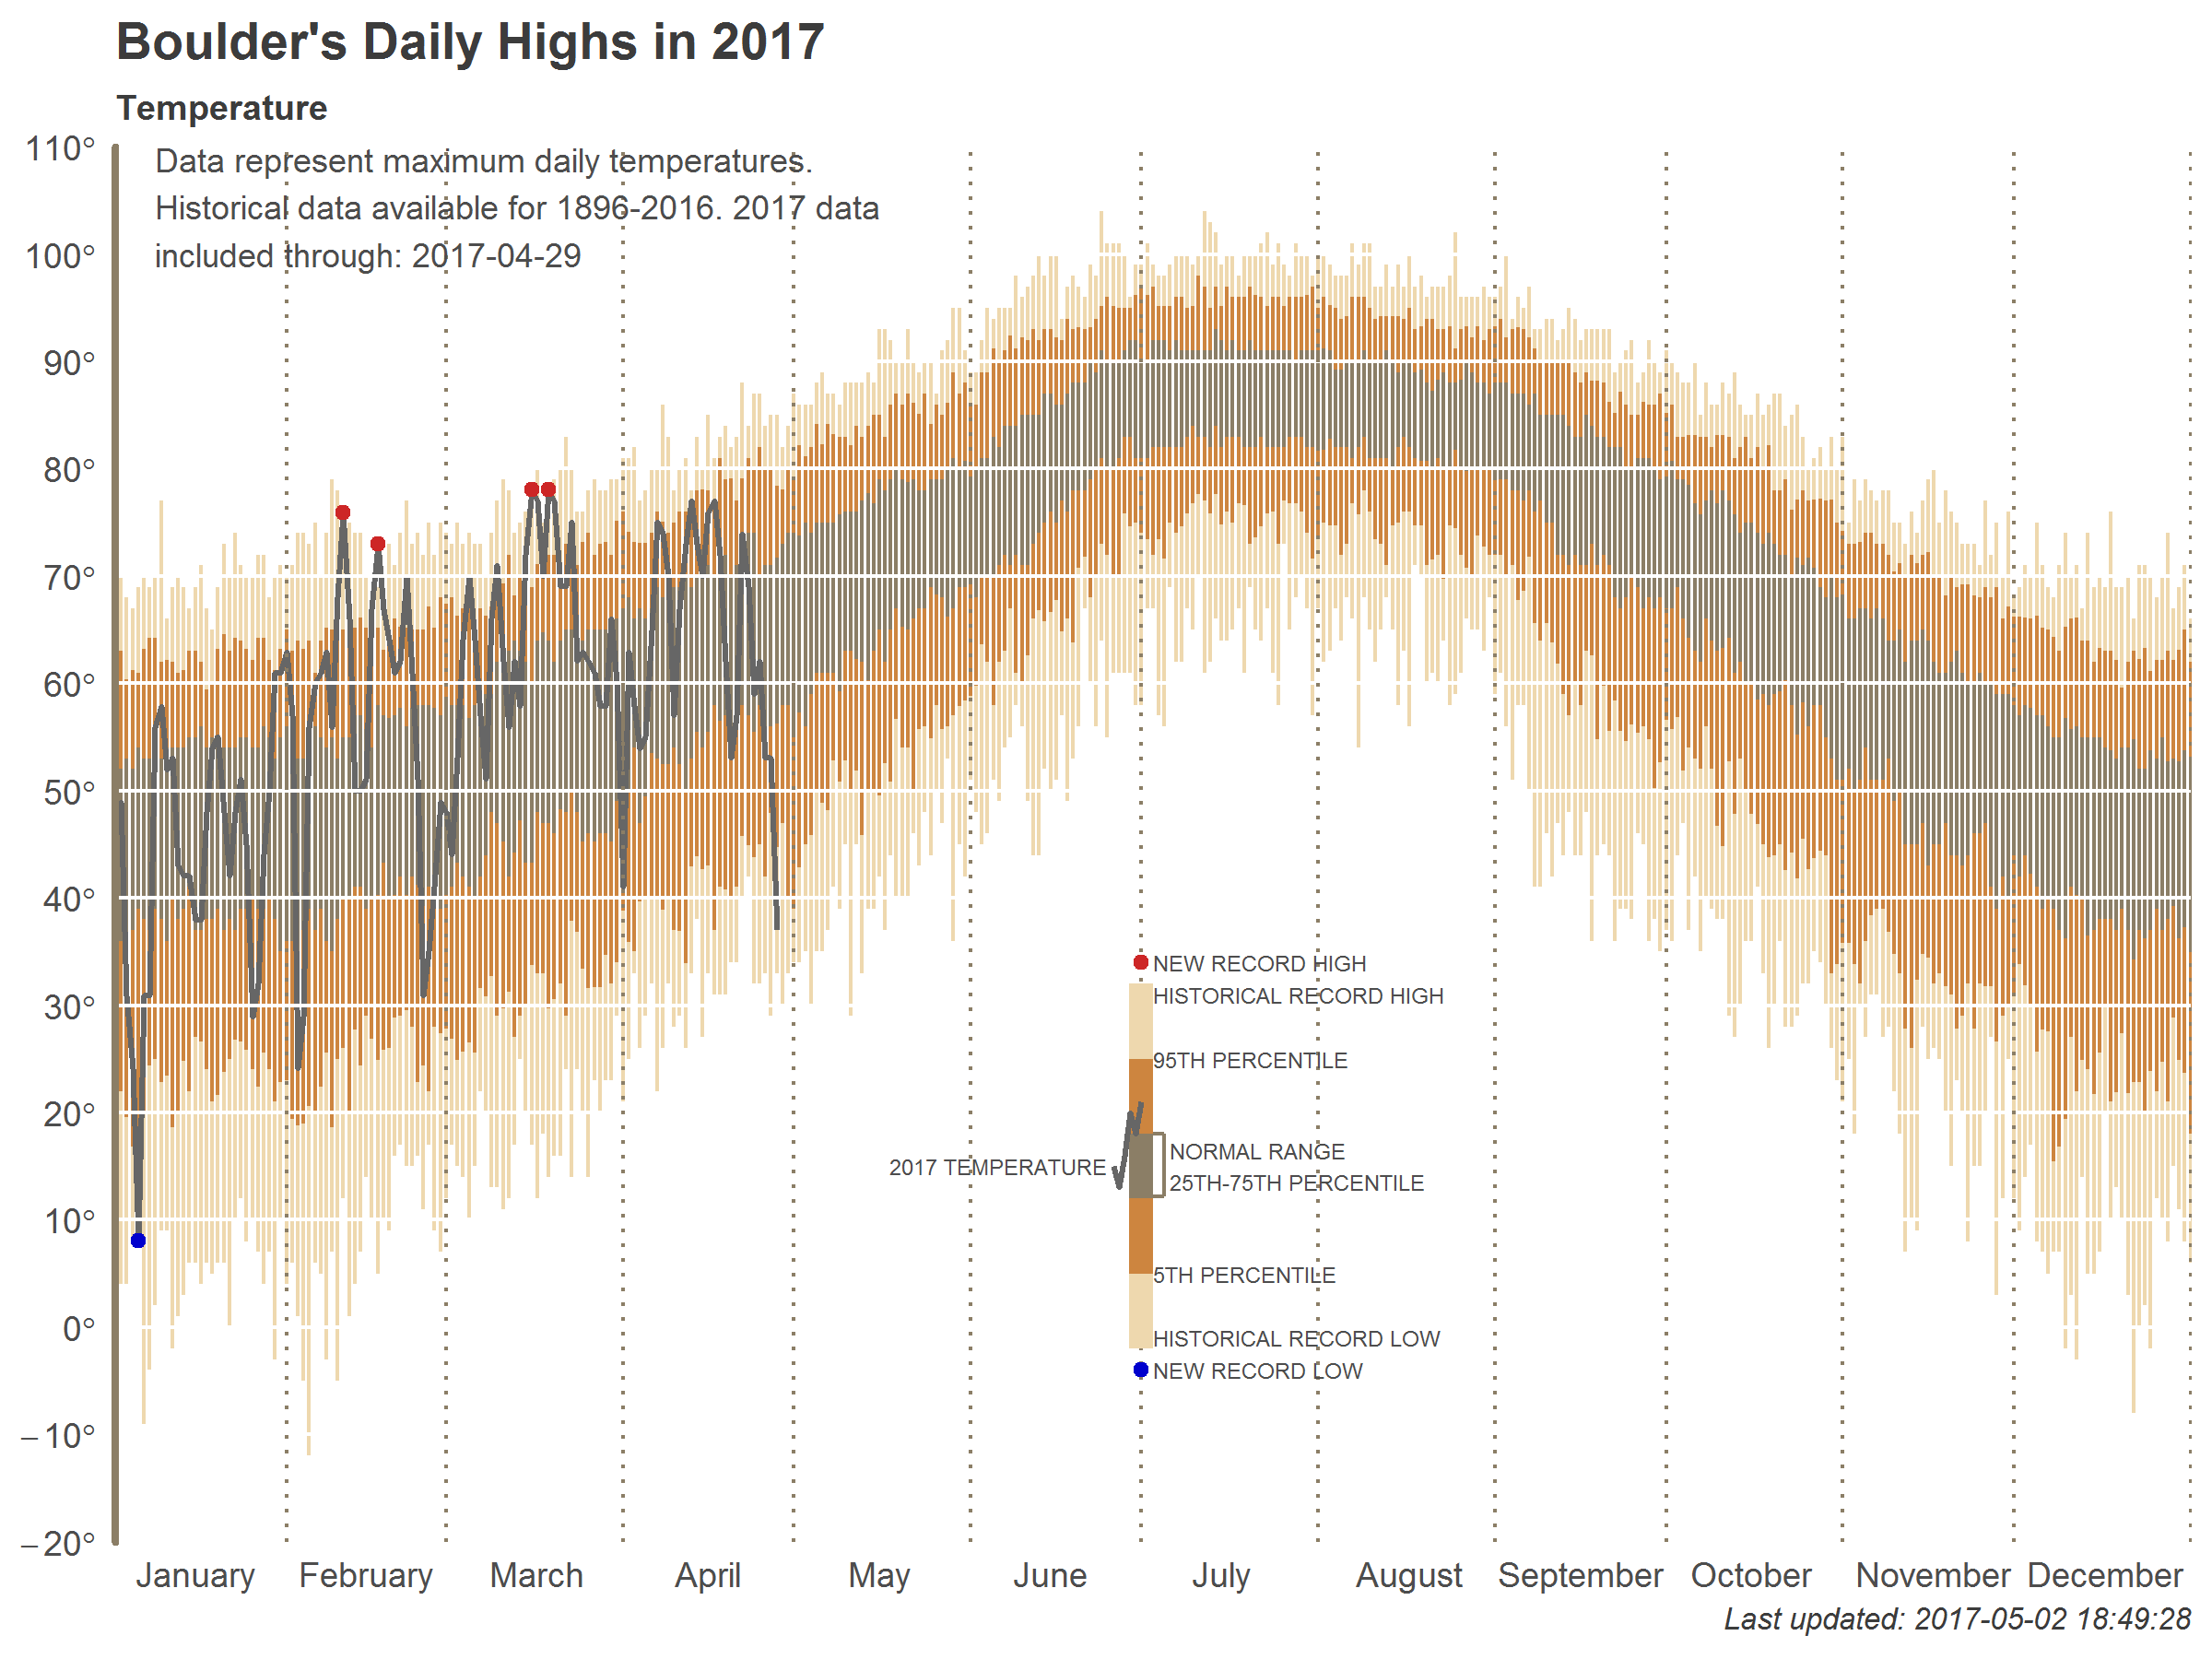 Boulder's Daily Highs in 2017
Temperature
110°
Data represent maximum daily temperatures.
Historical data available for 1896-2016. 2017 data
100°
included through: 2017-04-29
90°
80°
70°
60°
50°
40°
NEW RECORD HIGH
30°
HISTORICAL RECORD HIGH
95TH PERCENTILE
20°
2017 TEMPERATURE
NORMAL RANGE
25TH-75TH PERCENTILE
10°
5TH PERCENTILE
0°
HISTORICAL RECORD LOW
NEW RECORD LOW
−10°
−20°
January February March April May June July August September October November December
Last updated: 2017-05-02 18:49:28